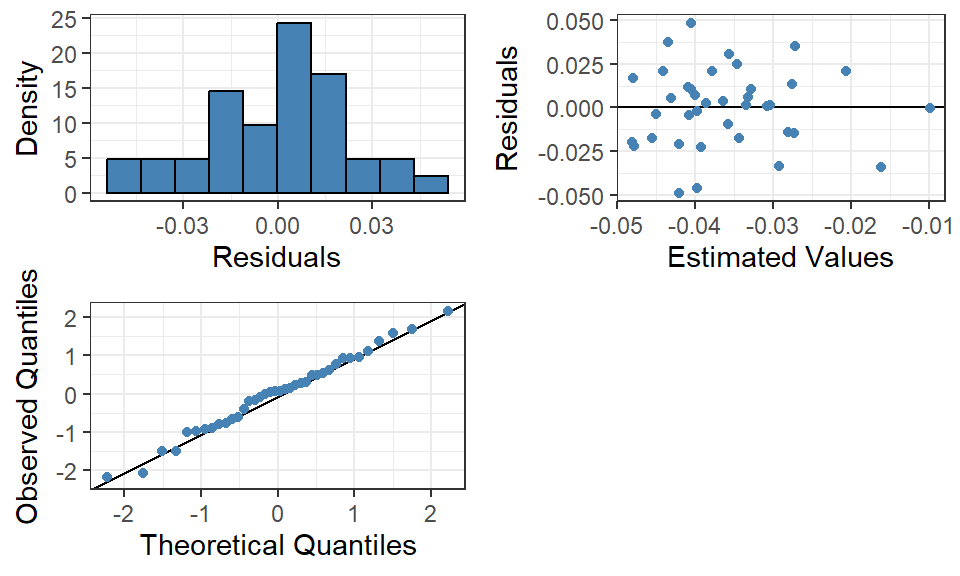 Density
25
20
15
10
5
0
-0.03 0.00 0.03
Residuals
Residuals
0.050
0.025
0.000
-0.025
-0.050
-0.05 -0.04 -0.03 -0.02 -0.01
Estimated Values
Observed Quantiles
2
1
0
-1
-2
-2 -1 0 1 2
Theoretical Quantiles